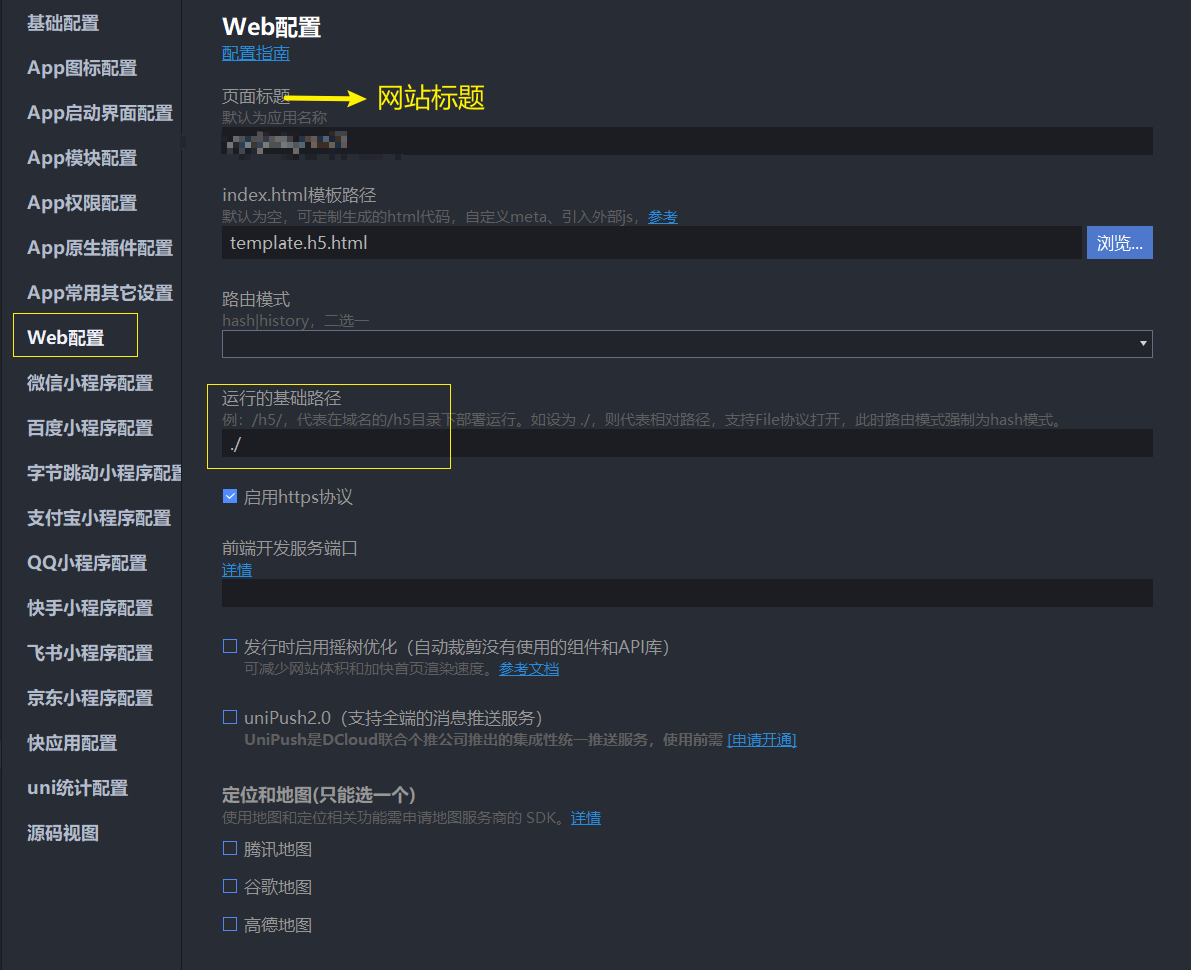 基础配置
App图标配置
App启动界面配置
App模块配置
App权限配置
App原生插件配置
App常用其它设置
Web配置
微信小程序配置
百度小程序配置
字节跳动小程序配置
支付宝小程序配置
QQ小程序配置
快手小程序配置
飞书小程序配置
京东小程序配置
快应用配置
uni统计配置
源码视图
Web配置
配置指南
页面标题
网站标题
默认为应用名称
index.html模板路径
默认为空，可定制生成的html代码，自定义meta、引入外部js，参考
template.h5.html
浏览...
路由模式
hash|history，二选一
运行的基础路径
例：/h5/，代表在域名的/h5目录下部署运行。如设为 ./，则代表相对路径，支持File协议打开，此时路由模式强制为hash模式。
./
启用https协议
前端开发服务端口
详情
发行时启用摇树优化（自动裁剪没有使用的组件和API库）
可减少网站体积和加快首页渲染速度。参考文档
uniPush2.0（支持全端的消息推送服务）
UniPush是DCloud联合个推公司推出的集成性统一推送服务，使用前需 [申请开通]
定位和地图(只能选一个)
使用地图和定位相关功能需申请地图服务商的 SDK。详情
腾讯地图
谷歌地图
高德地图